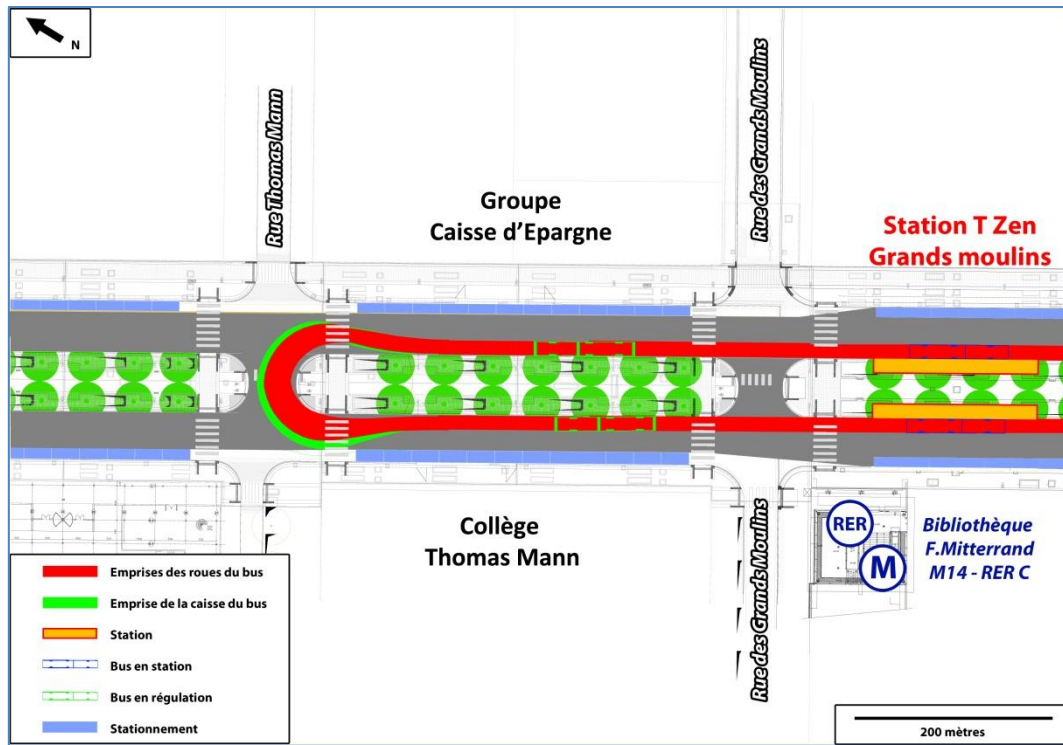 N
Rue Thomas Mann
Rue des Grands Moulins
Groupe
Caisse d'Epargne
Station T Zen
Grands moulins
Collège
Thomas Mann
Rue des Grands Moulins
RER
M
Bibliothèque
F.Mitterrand
M14 - RER C
Emprises des roues du bus
Emprise de la caisse du bus
Station
Bus en station
Bus en régulation
Stationnement
200 mètres